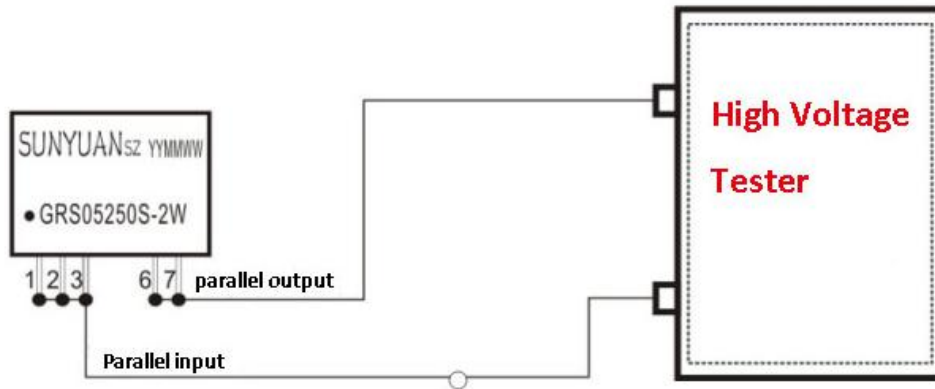 SUNYUANSZ YYMMWW
• GRS05250S-2W
1 2 3 6 7
parallel output
Parallel input
High Voltage
Tester